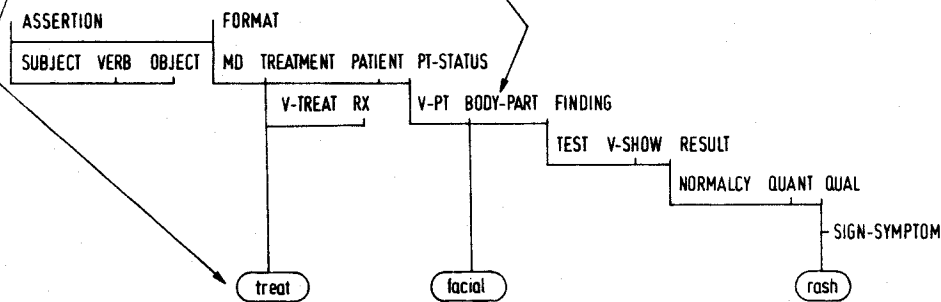 ASSERTION FORMAT
SUBJECT VERB OBJECT MD TREATMENT PATIENT PT-STATUS
V-TREAT RX V-PT BODY-PART FINDING
TEST V-SHOW RESULT
NORMALCY QUANT QUAL
SIGN-SYMPTOM
treat facial rash